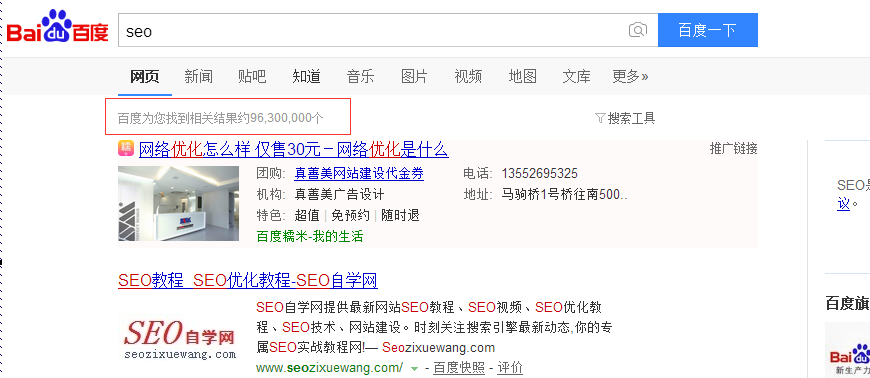 Bai du 百度
seo
百度一下
网页 新闻 贴吧 知道 音乐 图片 视频 地图 文库 更多»
百度为您找到相关结果约96,300,000个
搜索工具
糯 网络优化怎么样 仅售30元－网络优化是什么
推广链接
团购: 真善美网站建设代金券 电话: 13552695325
机构: 真善美广告设计 地址: 马驹桥1号桥往南500..
特色: 超值 | 免预约 | 随时退
百度糯米-我的生活
SEO是
议。
SEO教程_SEO优化教程-SEO自学网
SEO自学网提供最新网站SEO教程、SEO视频、SEO优化教
程、SEO技术、网站建设。时刻关注搜索引擎最新动态,你的专
属SEO实战教程网!— Seozixuewang.com
www.seozixuewang.com/ - 百度快照 - 评价
SEO自学网
seozixuewang.com
百度旗
Bai du
新生产力